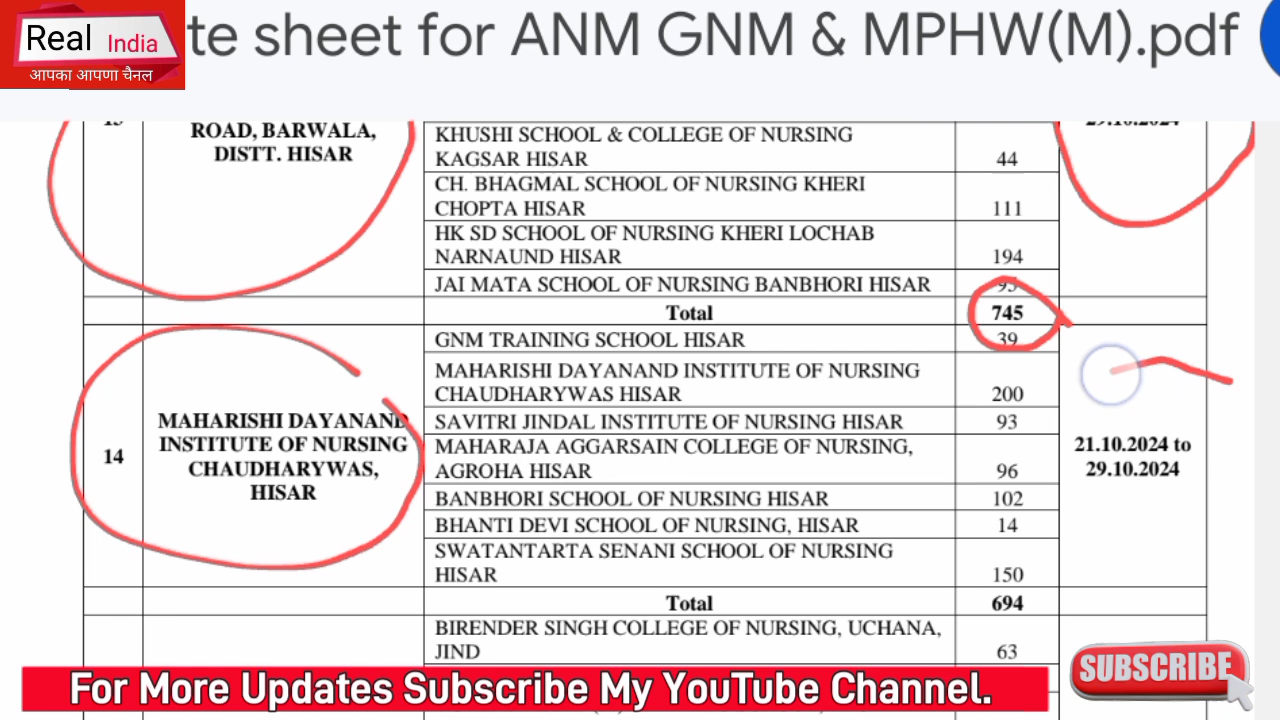 Real India
आपका आपणा चैनल
te sheet for ANM GNM & MPHW(M).pdf
ROAD, BARWALA,
DISTT. HISAR
KHUSHI SCHOOL & COLLEGE OF NURSING
KAGSAR HISAR 44
CH. BHAGMAL SCHOOL OF NURSING KHERI
CHOPTA HISAR 111
HK SD SCHOOL OF NURSING KHERI LOCHAB
NARNAUND HISAR 194
JAI MATA SCHOOL OF NURSING BANBHORI HISAR
29.10.2024
Total 745
14
MAHARISHI DAYANAND
INSTITUTE OF NURSING
CHAUDHARYWAS,
HISAR
GNM TRAINING SCHOOL HISAR 39
MAHARISHI DAYANAND INSTITUTE OF NURSING
CHAUDHARYWAS HISAR 200
SAVITRI JINDAL INSTITUTE OF NURSING HISAR 93
MAHARAJA AGGARSAIN COLLEGE OF NURSING,
AGROHA HISAR 96
BANBHORI SCHOOL OF NURSING HISAR 102
BHANTI DEVI SCHOOL OF NURSING, HISAR 14
SWATANTARTA SENANI SCHOOL OF NURSING
HISAR 150
21.10.2024 to
29.10.2024
Total 694
BIRENDER SINGH COLLEGE OF NURSING, UCHANA,
JIND 63
For More Updates Subscribe My YouTube Channel.
SUBSCRIBE